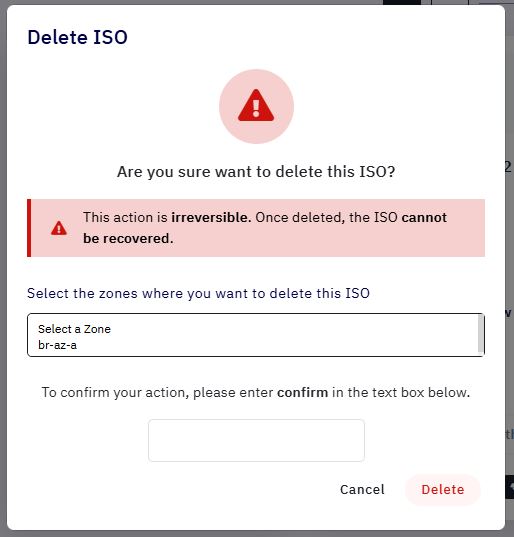 Delete ISO
Are you sure want to delete this ISO?
This action is irreversible. Once deleted, the ISO cannot
be recovered.
Select the zones where you want to delete this ISO
Select a Zone
br-az-a
To confirm your action, please enter confirm in the text box below.
Cancel
Delete